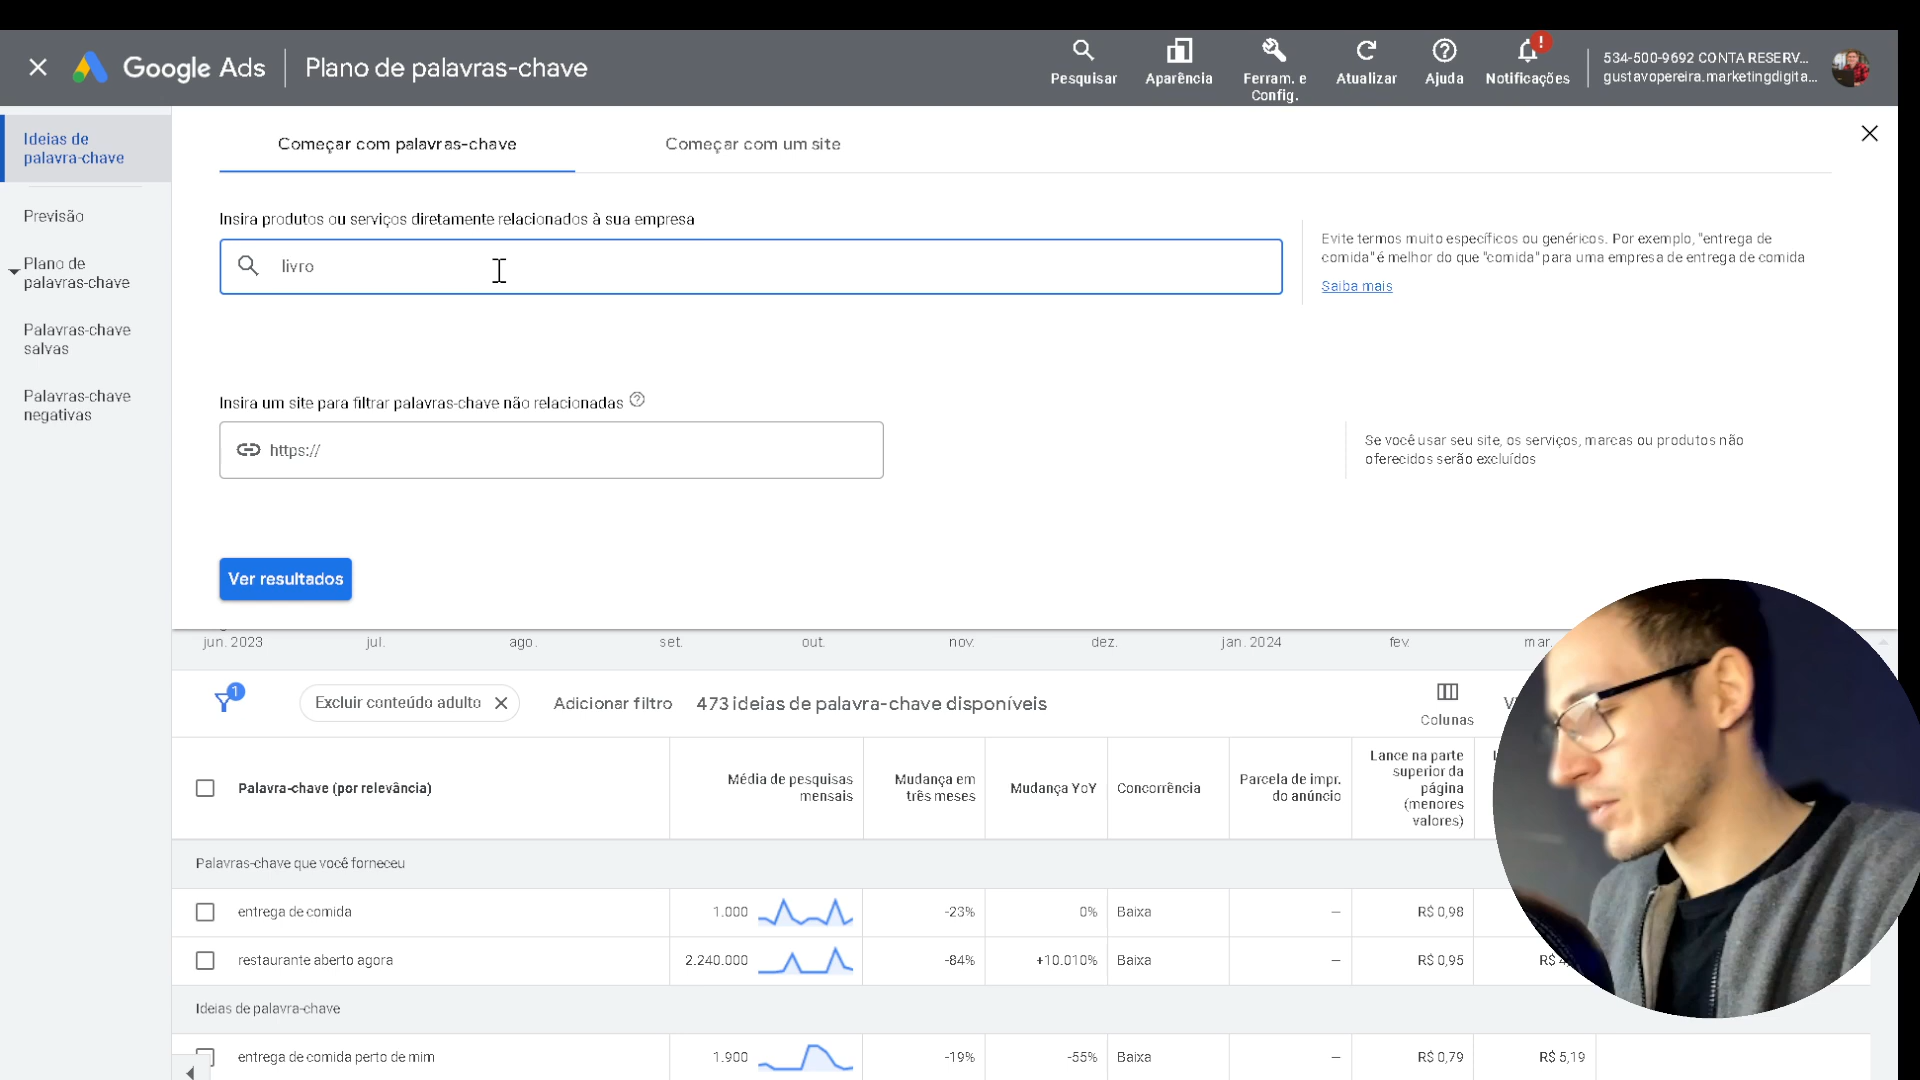 Google Ads
Plano de palavras-chave
Pesquisar
Aparência
Ferram. e
Config.
Atualizar
Ajuda
!
Notificações
534-500-9692 CONTA RESERV...
gustavopereira.marketingdigita...
Ideias de
palavra-chave
Previsão
Plano de
palavras-chave
Palavras-chave
salvas
Palavras-chave
negativas
Começar com palavras-chave
Começar com um site
Insira produtos ou serviços diretamente relacionados à sua empresa
livro
Evite termos muito específicos ou genéricos. Por exemplo, "entrega de
comida" é melhor do que "comida" para uma empresa de entrega de comida
Saiba mais
Insira um site para filtrar palavras-chave não relacionadas
https://
Se você usar seu site, os serviços, marcas ou produtos não
oferecidos serão excluídos
Ver resultados
jun. 2023 jul. ago. set. out. nov. dez. jan. 2024 fev. mar.
1
Excluir conteúdo adulto
Adicionar filtro
473 ideias de palavra-chave disponíveis
Colunas
Palavra-chave (por relevância)
Média de pesquisas
mensais
Mudança em
três meses
Mudança YoY
Concorrência
Parcela de impr.
do anúncio
Lance na parte
superior da
página
(menores
valores)
Palavras-chave que você forneceu
entrega de comida 1.000 -23% 0% Baixa – R$ 0,98
restaurante aberto agora 2.240.000 -84% +10.010% Baixa – R$ 0,95 R$
Ideias de palavra-chave
entrega de comida perto de mim 1.900 -19% -55% Baixa – R$ 0,79 R$ 5,19